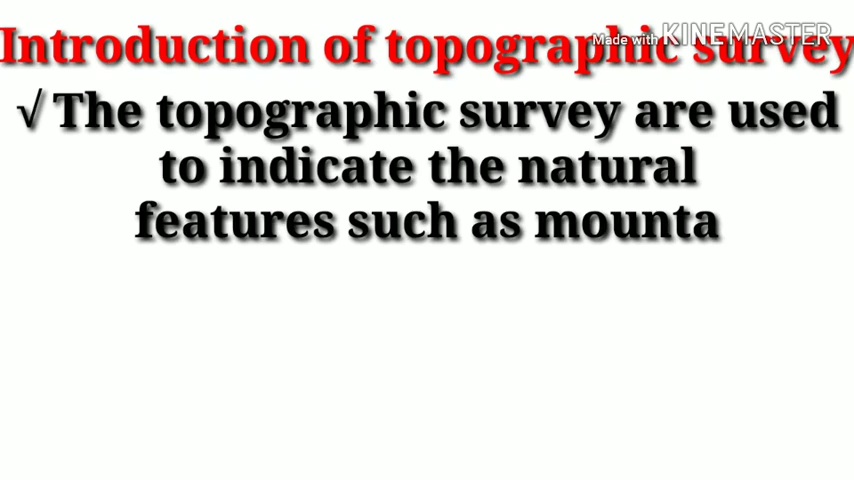 Introduction of topographic survey
Made with KINEMASTER
√ The topographic survey are used
to indicate the natural
features such as mounta